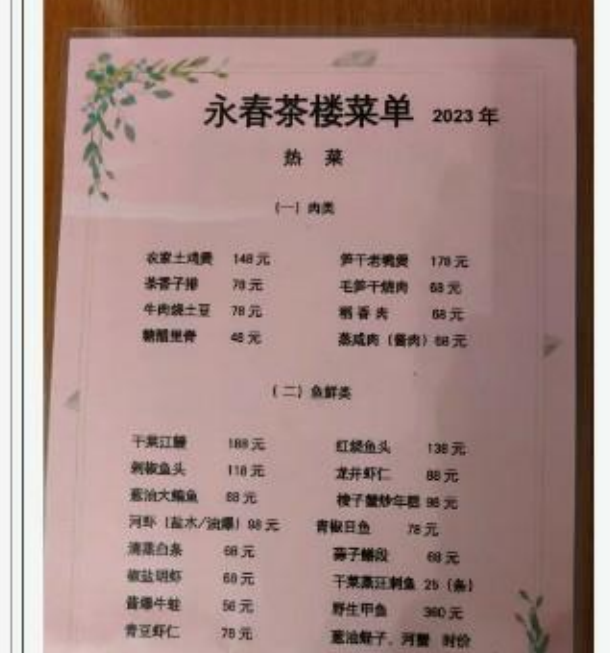 永春茶楼菜单 2023年
热 菜
（一）肉类
农家土鸡煲 148元 笋干老鸭煲 178元
茶香子排 78元 毛笋干烧肉 68元
牛肉烧土豆 78元 稻香肉 68元
糖醋里脊 48元 蒸咸肉（酱肉）68元
（二）鱼鲜类
干菜江鳗 188元 红烧鱼头 138元
剁椒鱼头 118元 龙井虾仁 88元
葱油大鳊鱼 88元 梭子蟹炒年糕 98元
河虾（盐水/油爆）98元 青椒目鱼 78元
清蒸白条 68元 蒜子鳝段 68元
椒盐明虾 68元 干菜蒸汪刺鱼 25（条）
酱爆牛蛙 56元 野生甲鱼 360元
青豆虾仁 78元 葱油蚬子、河蟹 时价